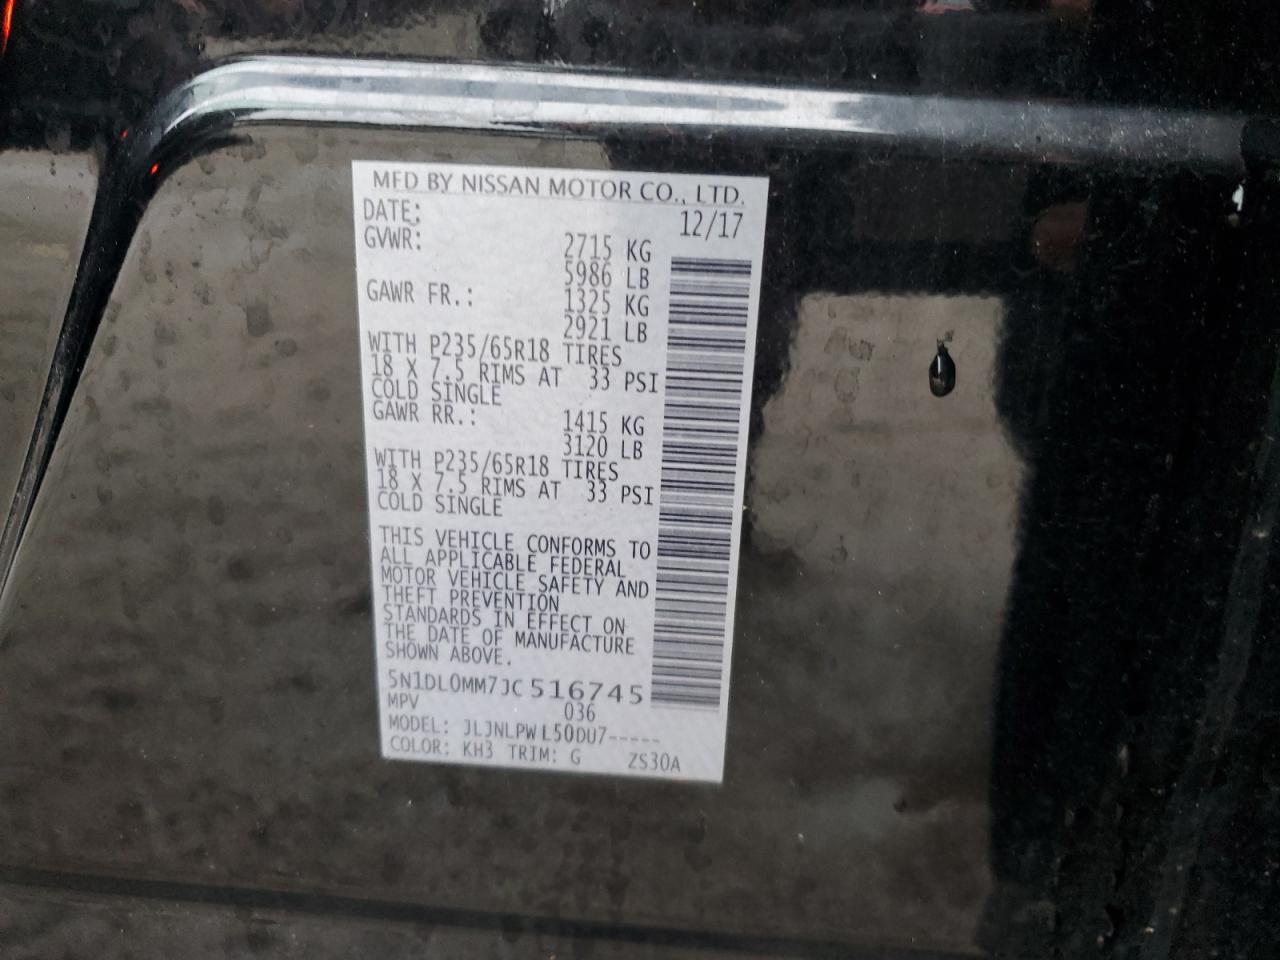 MFD BY NISSAN MOTOR CO., LTD.
DATE: 12/17
GVWR: 2715 KG
5986 LB
GAWR FR.: 1325 KG
2921 LB
WITH P235/65R18 TIRES
18 X 7.5 RIMS AT 33 PSI
COLD SINGLE
GAWR RR.: 1415 KG
3120 LB
WITH P235/65R18 TIRES
18 X 7.5 RIMS AT 33 PSI
COLD SINGLE
THIS VEHICLE CONFORMS TO
ALL APPLICABLE FEDERAL
MOTOR VEHICLE SAFETY AND
THEFT PREVENTION
STANDARDS IN EFFECT ON
THE DATE OF MANUFACTURE
SHOWN ABOVE.
5N1DL0MM7JC516745
MPV 036
MODEL: JLJNLPWL50DU7-----
COLOR: KH3 TRIM: G ZS30A